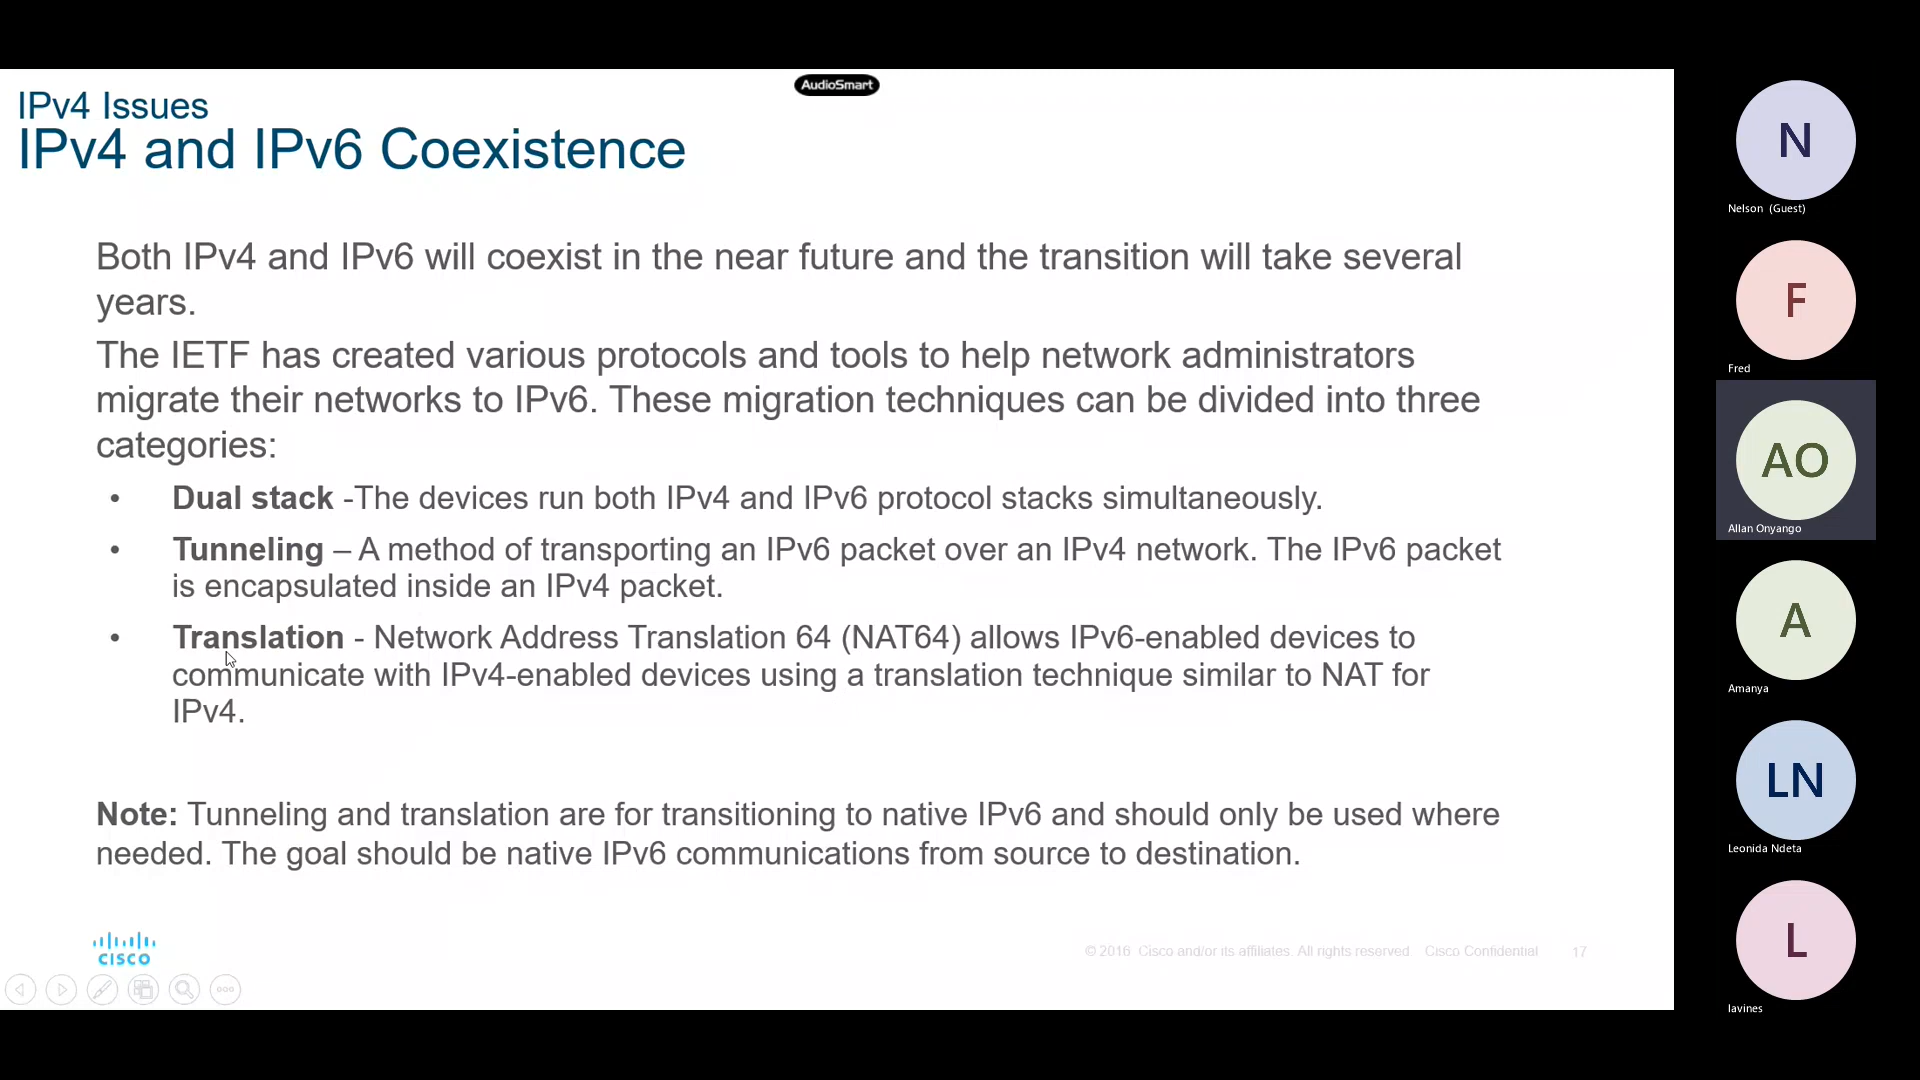 AudioSmart
IPv4 Issues
IPv4 and IPv6 Coexistence
Both IPv4 and IPv6 will coexist in the near future and the transition will take several
years.
The IETF has created various protocols and tools to help network administrators
migrate their networks to IPv6. These migration techniques can be divided into three
categories:
• Dual stack -The devices run both IPv4 and IPv6 protocol stacks simultaneously.
• Tunneling – A method of transporting an IPv6 packet over an IPv4 network. The IPv6 packet
is encapsulated inside an IPv4 packet.
• Translation - Network Address Translation 64 (NAT64) allows IPv6-enabled devices to
communicate with IPv4-enabled devices using a translation technique similar to NAT for
IPv4.
Note: Tunneling and translation are for transitioning to native IPv6 and should only be used where
needed. The goal should be native IPv6 communications from source to destination.
CISCO
© 2016 Cisco and/or its affiliates. All rights reserved. Cisco Confidential 17
N
Nelson (Guest)
F
Fred
AO
Allan Onyango
A
Amanya
LN
Leonida Ndeta
L
lavines